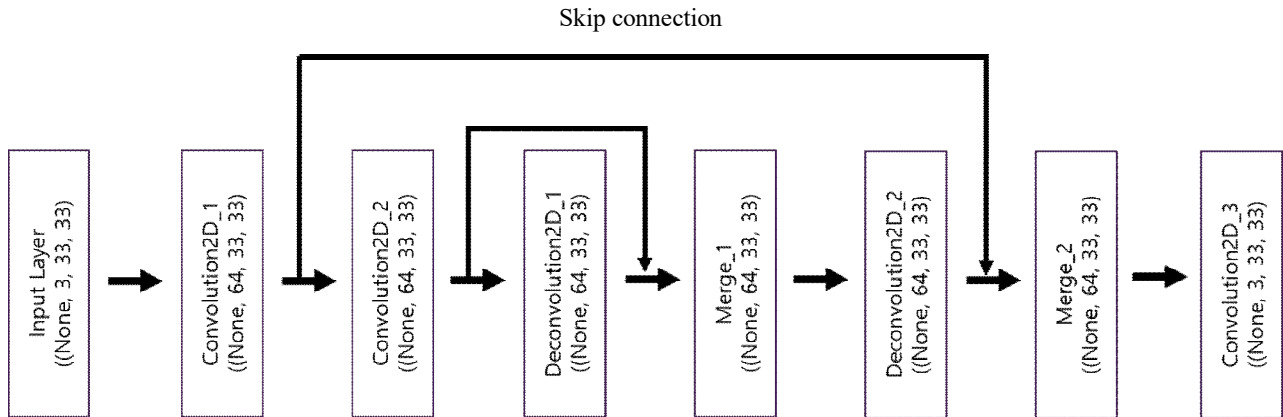 Skip connection
Input Layer
((None, 3, 33, 33)
Convolution2D_1
((None, 64, 33, 33)
Convolution2D_2
((None, 64, 33, 33)
Deconvolution2D_1
((None, 64, 33, 33)
Merge_1
((None, 64, 33, 33)
Deconvolution2D_2
((None, 64, 33, 33)
Merge_2
((None, 64, 33, 33)
Convolution2D_3
((None, 3, 33, 33)